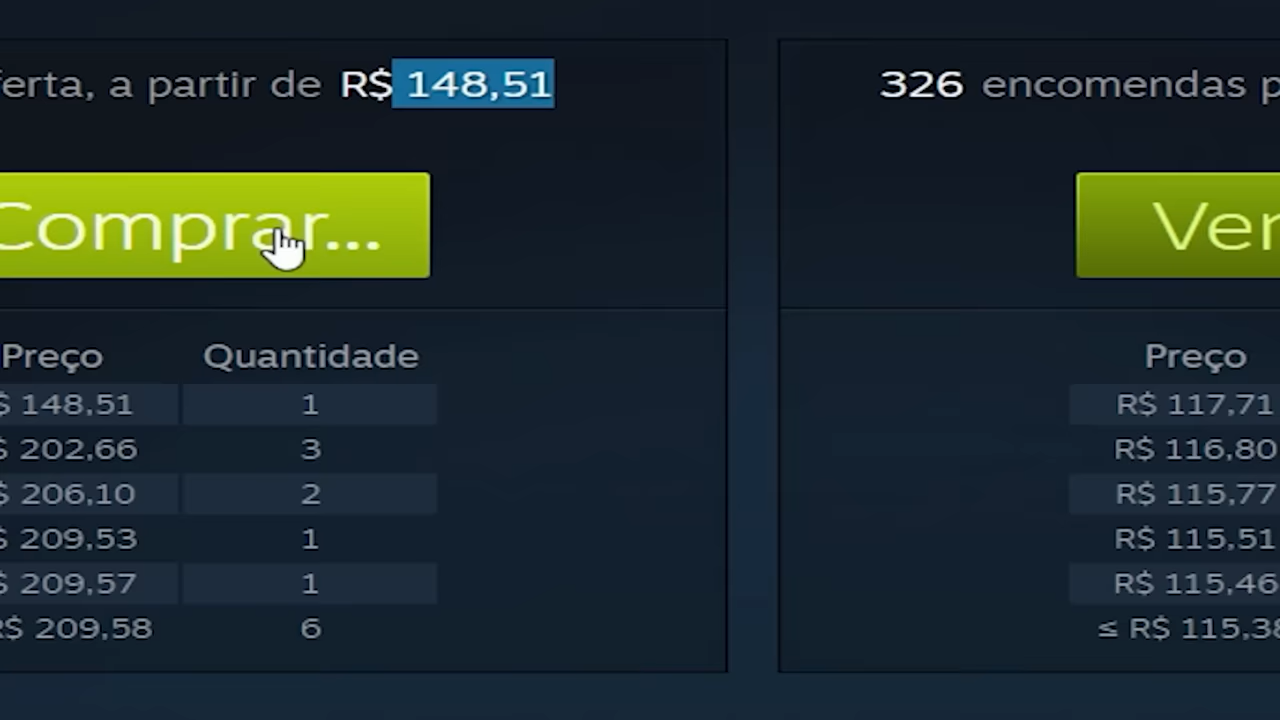 ferta, a partir de R$ 148,51
326 encomendas
Comprar...
Preço Quantidade
$ 148,51 1
$ 202,66 3
$ 206,10 2
$ 209,53 1
$ 209,57 1
R$ 209,58 6
Preço
R$ 117,71
R$ 116,80
R$ 115,77
R$ 115,51
R$ 115,46
≤ R$ 115,38